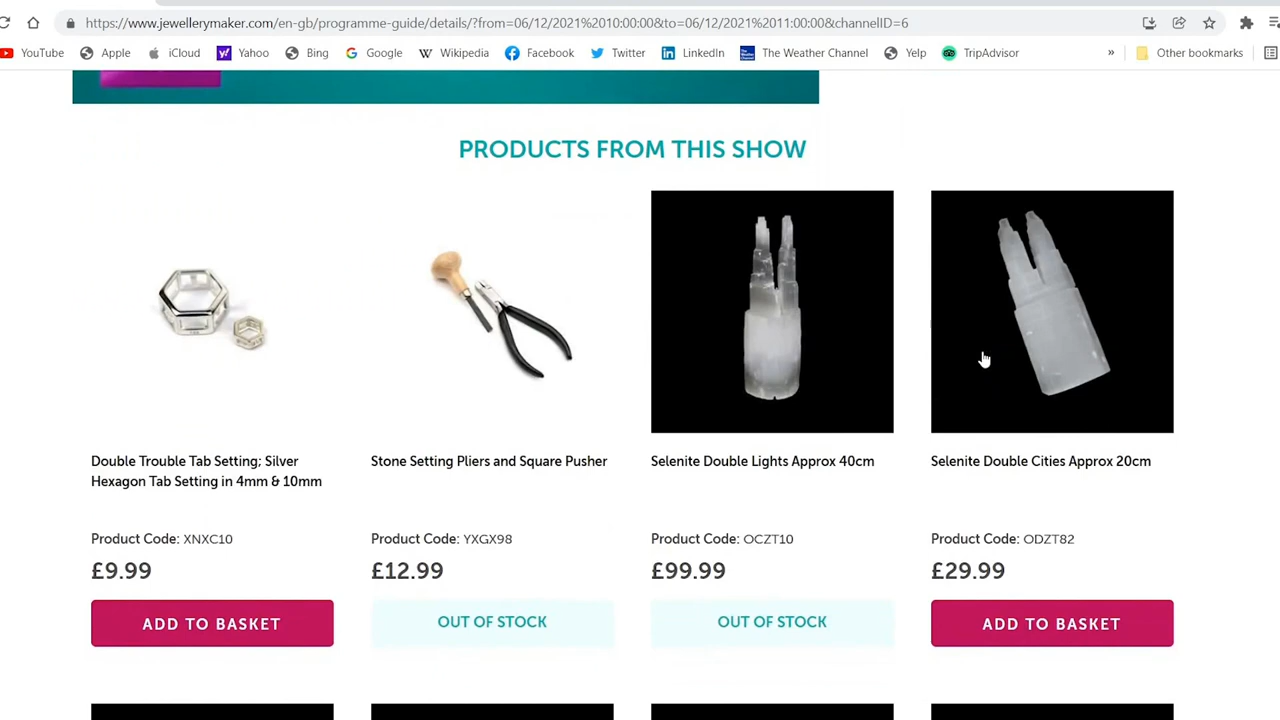 https://www.jewellerymaker.com/en-gb/programme-guide/details/?from=06/12/2021%2010:00:00&to=06/12/2021%2011:00:00&channelID=6
YouTube Apple iCloud Yahoo Bing Google Wikipedia Facebook Twitter LinkedIn The Weather Channel Yelp TripAdvisor » Other bookmarks
PRODUCTS FROM THIS SHOW
Double Trouble Tab Setting; Silver
Hexagon Tab Setting in 4mm & 10mm
Product Code: XNXC10
£9.99
ADD TO BASKET
Stone Setting Pliers and Square Pusher
Product Code: YXGX98
£12.99
OUT OF STOCK
Selenite Double Lights Approx 40cm
Product Code: OCZT10
£99.99
OUT OF STOCK
Selenite Double Cities Approx 20cm
Product Code: ODZT82
£29.99
ADD TO BASKET